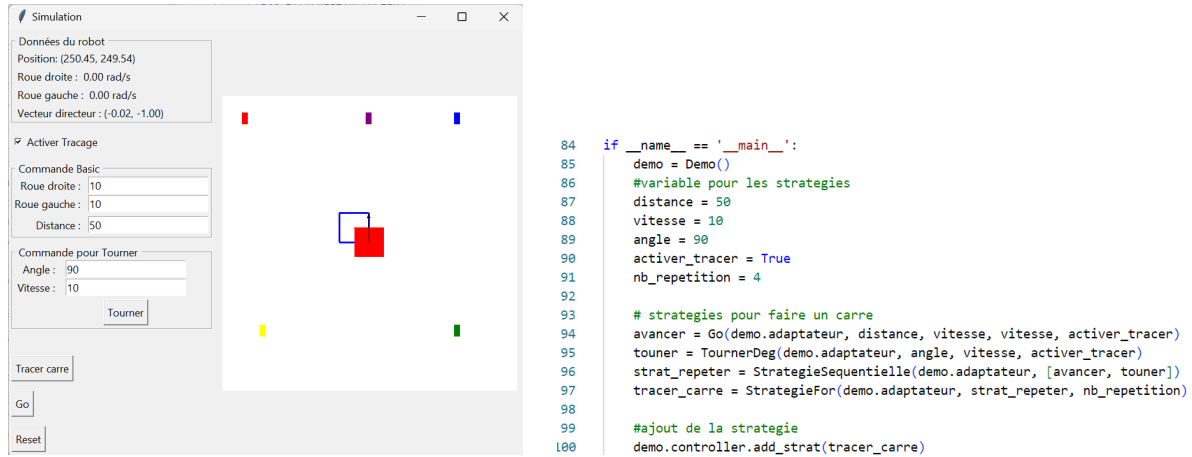 Simulation
Données du robot
Position: (250.45, 249.54)
Roue droite : 0.00 rad/s
Roue gauche : 0.00 rad/s
Vecteur directeur : (-0.02, -1.00)
Activer Tracage
Commande Basic
Roue droite : 10
Roue gauche : 10
Distance : 50
Commande pour Tourner
Angle : 90
Vitesse : 10
Tourner
Tracer carre
Go
Reset
84 if __name__ == '__main__':
85 demo = Demo()
86 #variable pour les strategies
87 distance = 50
88 vitesse = 10
89 angle = 90
90 activer_tracer = True
91 nb_repetition = 4
92
93 # strategies pour faire un carre
94 avancer = Go(demo.adaptateur, distance, vitesse, vitesse, activer_tracer)
95 touner = TournerDeg(demo.adaptateur, angle, vitesse, activer_tracer)
96 strat_repeter = StrategieSequentielle(demo.adaptateur, [avancer, touner])
97 tracer_carre = StrategieFor(demo.adaptateur, strat_repeter, nb_repetition)
98
99 #ajout de la strategie
100 demo.controller.add_strat(tracer_carre)